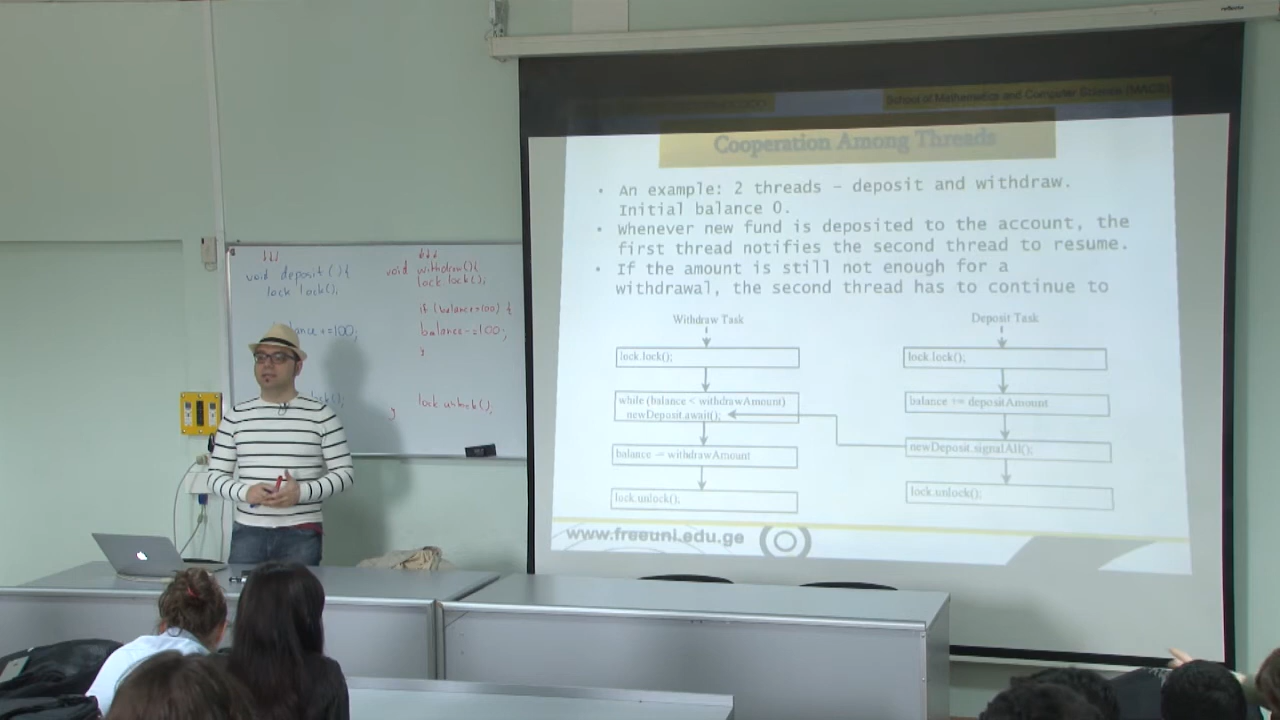 School of Mathematics and Computer Science (MACS)
Cooperation Among Threads
• An example: 2 threads – deposit and withdraw.
Initial balance 0.
• Whenever new fund is deposited to the account, the
first thread notifies the second thread to resume.
• If the amount is still not enough for a
withdrawal, the second thread has to continue to
Withdraw Task
lock.lock();
while (balance < withdrawAmount)
newDeposit.await();
balance -= withdrawAmount
lock.unlock();
Deposit Task
lock.lock();
balance += depositAmount
newDeposit.signalAll();
lock.unlock();
www.freeuni.edu.ge
void deposit(){
lock lock();
+=100;
void withdraw(){
lock lock();
if (balance>100) {
balance-=100;
}
lock unlock();
}